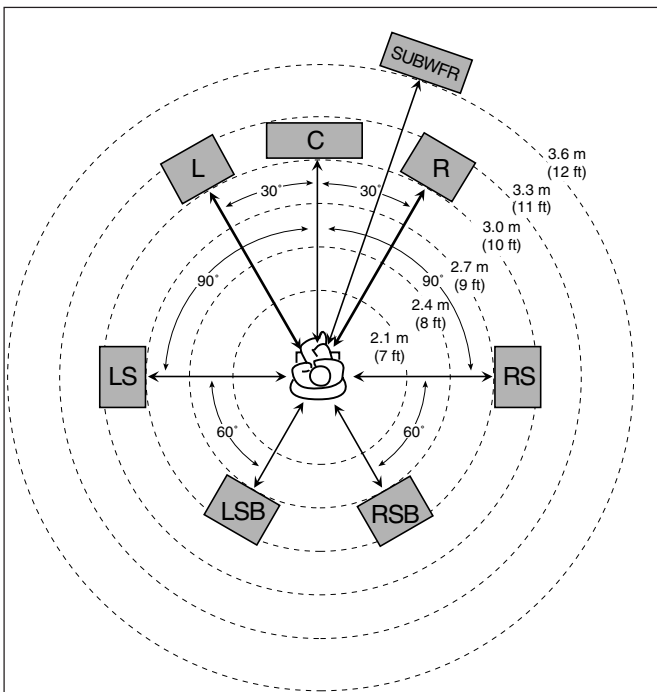 SUBWFR
C
L
R
3.6 m
(12 ft)
3.3 m
(11 ft)
30˚
30˚
3.0 m
(10 ft)
2.7 m
(9 ft)
90˚
90˚
2.4 m
(8 ft)
2.1 m
(7 ft)
LS
RS
60˚
60˚
LSB
RSB